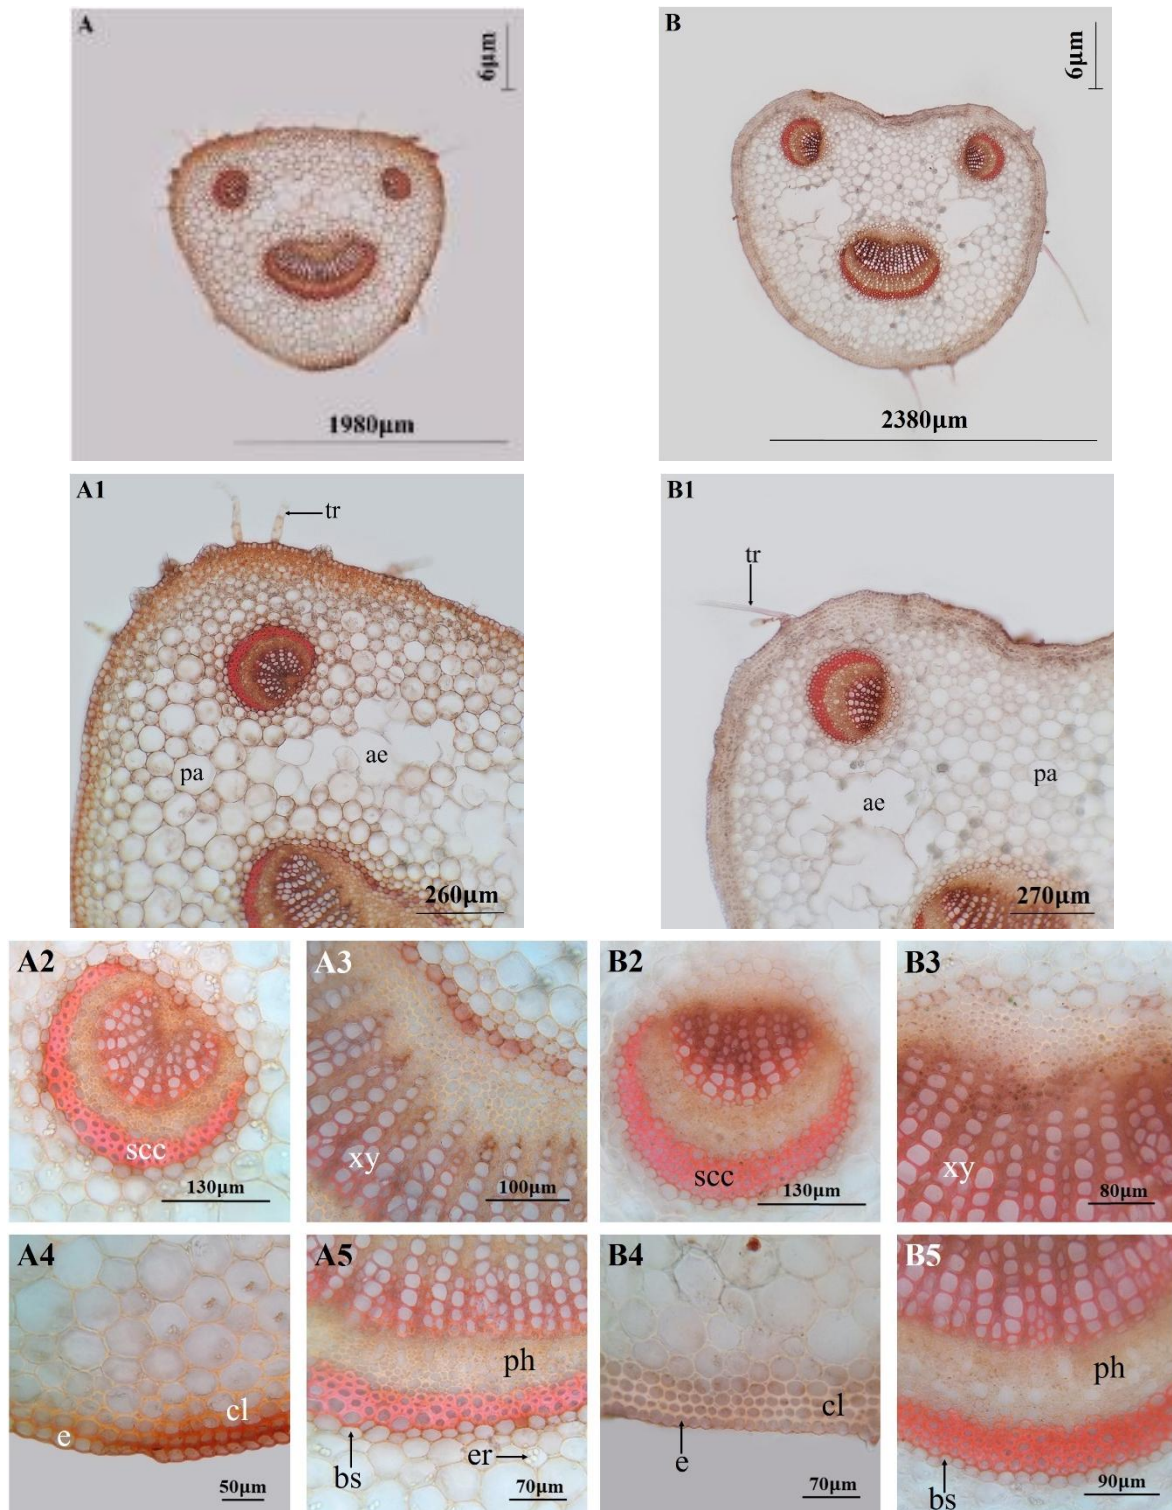 A
6µm
1980µm
B
6µm
2380µm
A1
tr
pa
ae
260µm
B1
tr
ae
pa
270µm
A2
scc
130µm
A3
xy
100µm
B2
scc
130µm
B3
xy
80µm
A4
cl
e
50µm
A5
ph
bs
er
70µm
B4
cl
e
70µm
B5
ph
bs
90µm